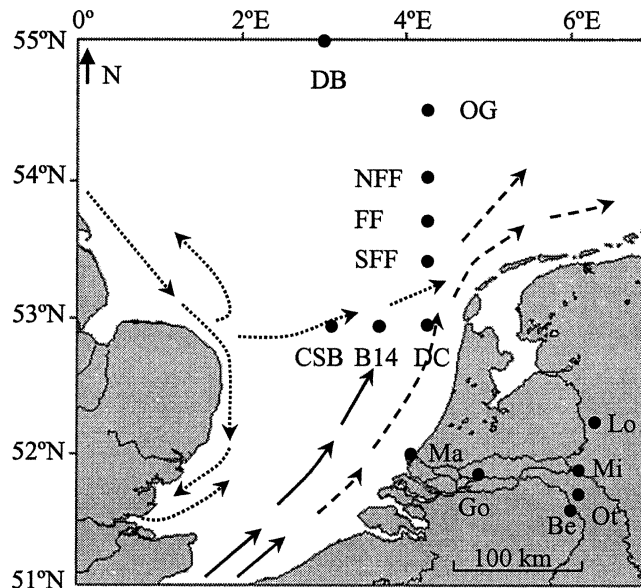 0° 2°E 4°E 6°E
55°N
N
DB
OG
54°N
NFF
FF
SFF
53°N
CSB B14 DC
52°N
Ma
Lo
Mi
Go
Be
Ot
51°N
100 km